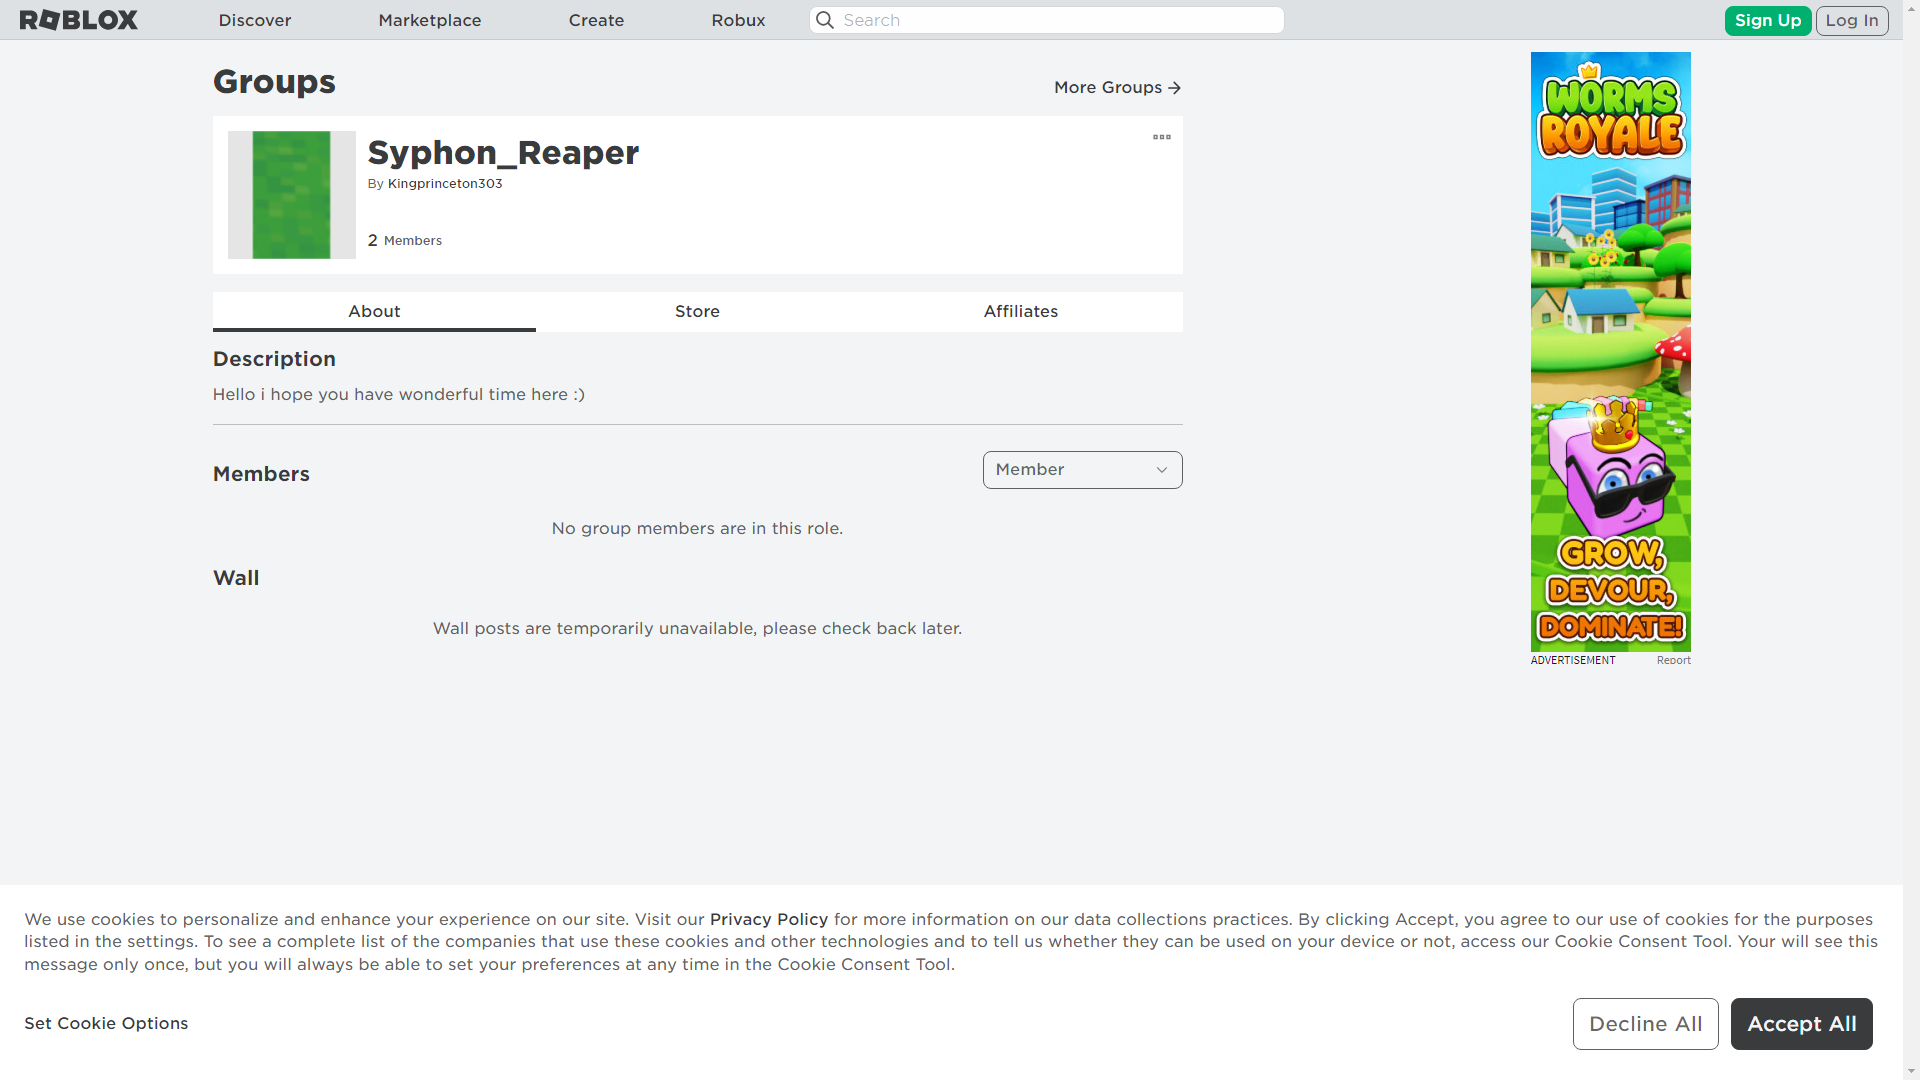 ROBLOX
Discover
Marketplace
Create
Robux
Search
Sign Up
Log In
Groups
More Groups
Syphon_Reaper
By Kingprinceton303
2 Members
About
Store
Affiliates
Description
Hello i hope you have wonderful time here :)
Members
Member
No group members are in this role.
Wall
Wall posts are temporarily unavailable, please check back later.
WORMS
ROYALE
GROW,
DEVOUR,
DOMINATE!
ADVERTISEMENT
Report
We use cookies to personalize and enhance your experience on our site. Visit our Privacy Policy for more information on our data collections practices. By clicking Accept, you agree to our use of cookies for the purposes
listed in the settings. To see a complete list of the companies that use these cookies and other technologies and to tell us whether they can be used on your device or not, access our Cookie Consent Tool. Your will see this
message only once, but you will always be able to set your preferences at any time in the Cookie Consent Tool.
Set Cookie Options
Decline All
Accept All